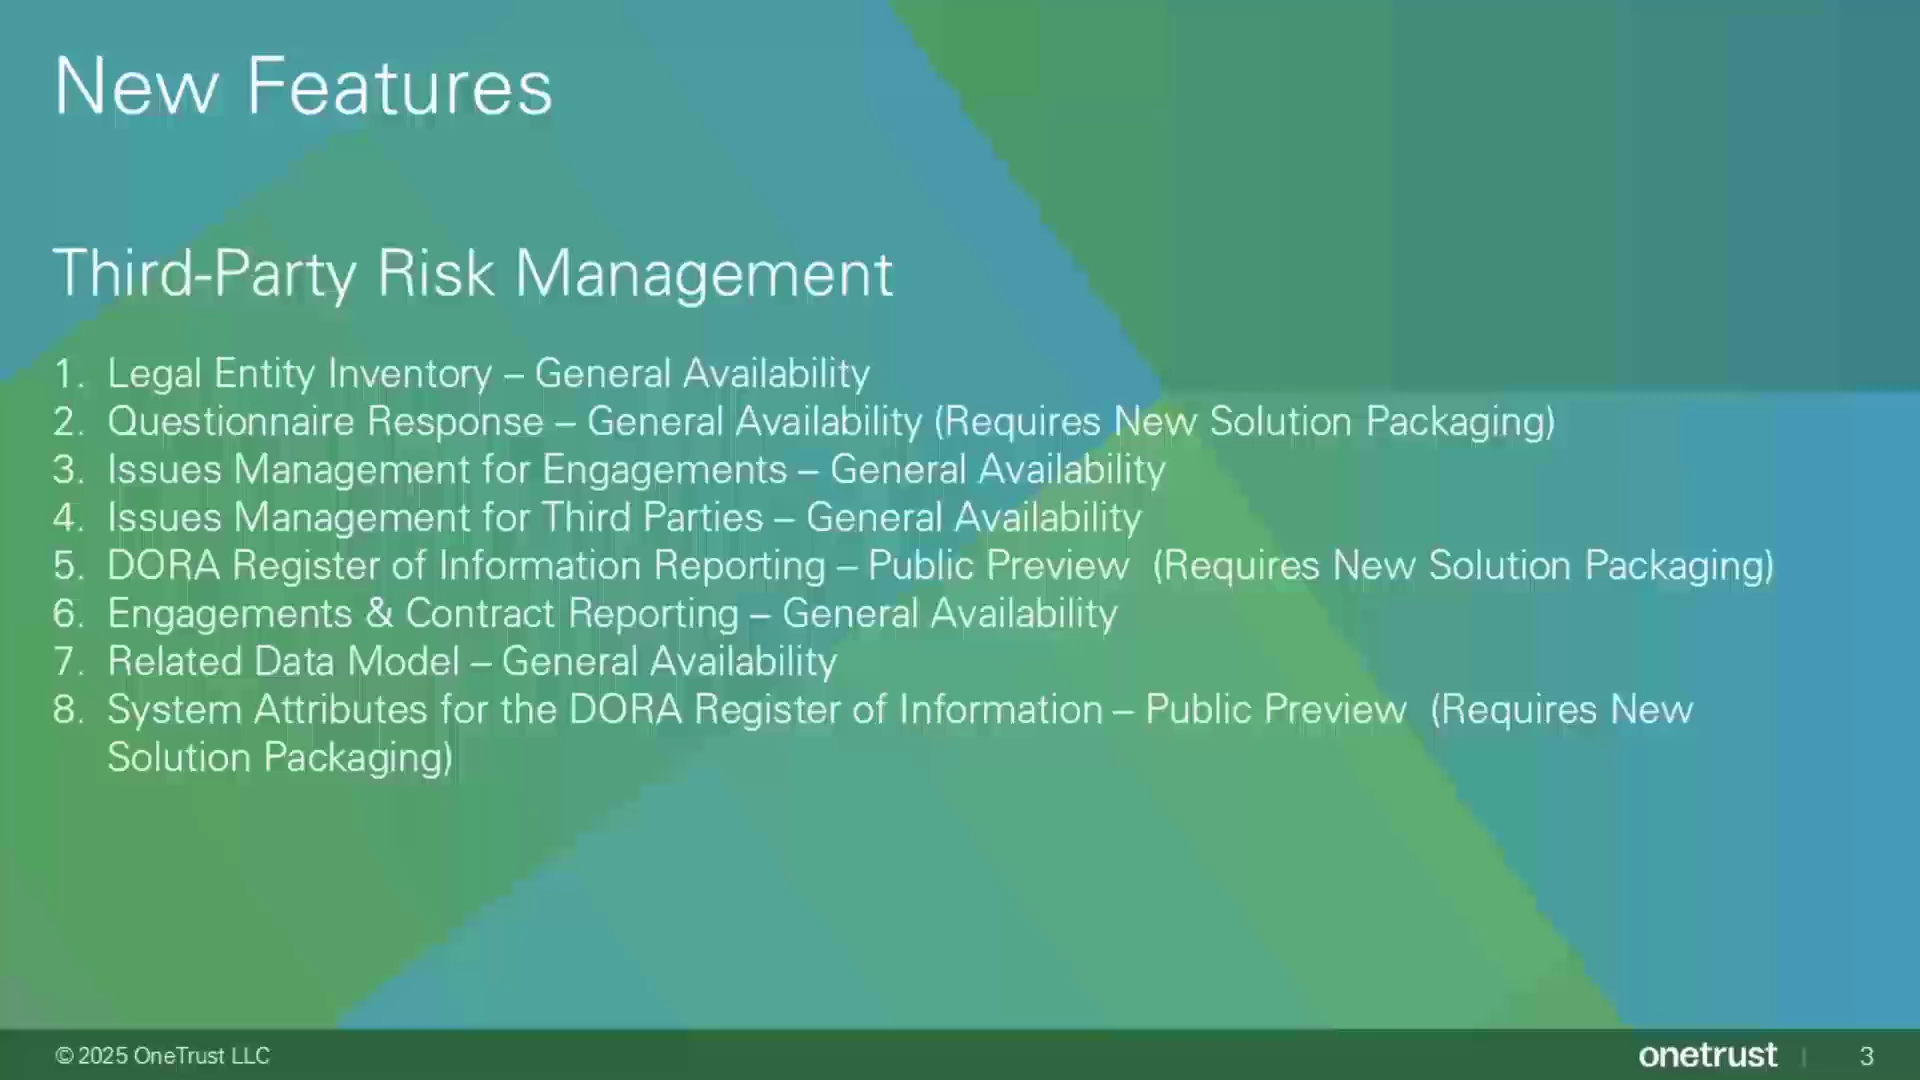 New Features
Third-Party Risk Management
1. Legal Entity Inventory – General Availability
2. Questionnaire Response – General Availability (Requires New Solution Packaging)
3. Issues Management for Engagements – General Availability
4. Issues Management for Third Parties – General Availability
5. DORA Register of Information Reporting – Public Preview (Requires New Solution Packaging)
6. Engagements & Contract Reporting – General Availability
7. Related Data Model – General Availability
8. System Attributes for the DORA Register of Information – Public Preview (Requires New
Solution Packaging)
© 2025 OneTrust LLC
onetrust | 3